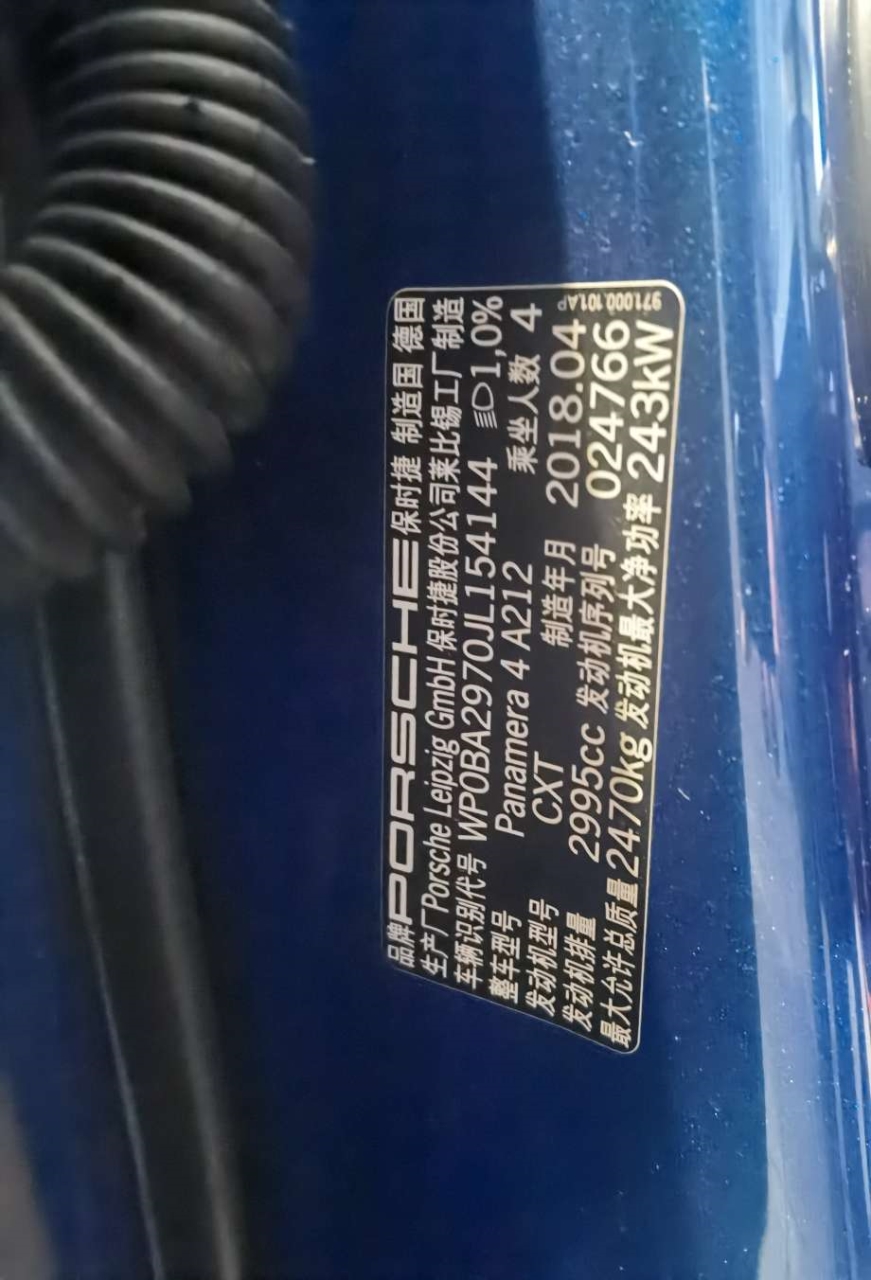 品牌 PORSCHE 保时捷 制造国 德国
生产厂 Porsche Leipzig GmbH 保时捷股份公司莱比锡工厂制造
车辆识别代号 WP0BA2970JL154144 1,0%
整车型号 Panamera 4 A212 乘坐人数 4
发动机型号 CXT 制造年月 2018.04
发动机排量 2995cc 发动机序列号 024766
最大允许总质量 2470kg 发动机最大净功率 243kW
971.000.101.AP